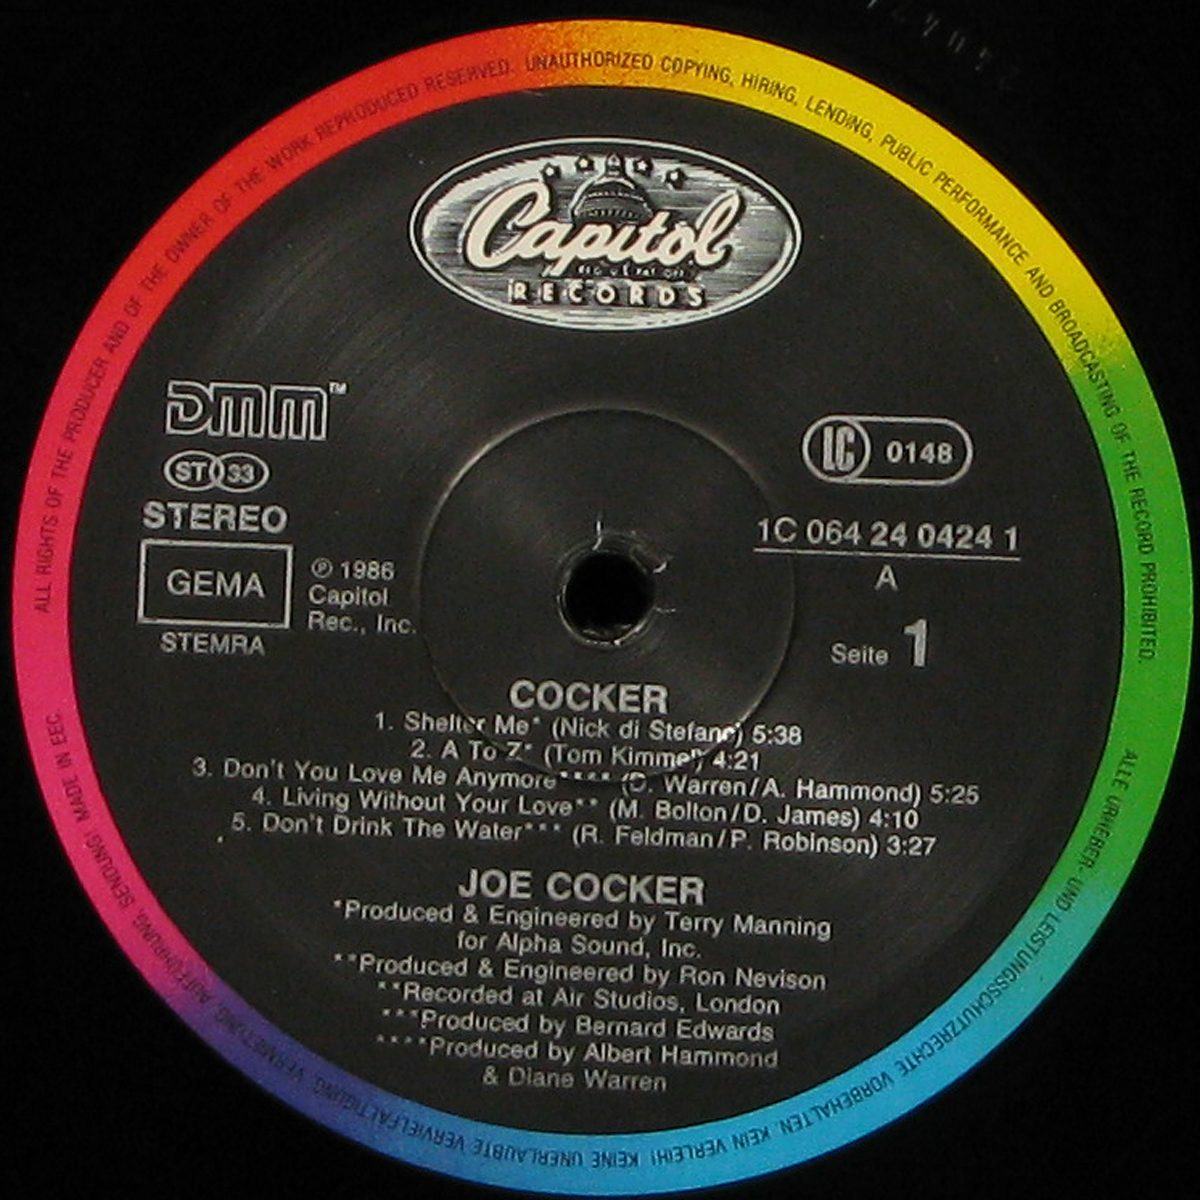 ALL RIGHTS OF THE PRODUCER AND OF THE OWNER OF THE WORK REPRODUCED RESERVED. UNAUTHORIZED COPYING, HIRING, LENDING, PUBLIC PERFORMANCE AND BROADCASTING OF THE RECORD PROHIBITED.
Capitol
RECORDS
DMM™
ST 33
STEREO
GEMA
STEMRA
℗ 1986
Capitol
Rec., Inc.
LC 0148
1C 064 24 0424 1
A
Seite 1
COCKER
1. Shelter Me* (Nick di Stefano) 5:38
2. A To Z* (Tom Kimmel) 4:21
3. Don't You Love Me Anymore**** (D. Warren/A. Hammond) 5:25
4. Living Without Your Love** (M. Bolton/D. James) 4:10
5. Don't Drink The Water*** (R. Feldman/P. Robinson) 3:27
JOE COCKER
*Produced & Engineered by Terry Manning
for Alpha Sound, Inc.
**Produced & Engineered by Ron Nevison
**Recorded at Air Studios, London
***Produced by Bernard Edwards
****Produced by Albert Hammond
& Diane Warren
ALLE URHEBER- UND LEISTUNGSSCHUTZRECHTE VORBEHALTEN. KEIN VERLEIH! KEINE UNERLAUBTE VERVIELFÄLTIGUNG, VERMIETUNG, AUFFÜHRUNG, SENDUNG! MADE IN EEC.